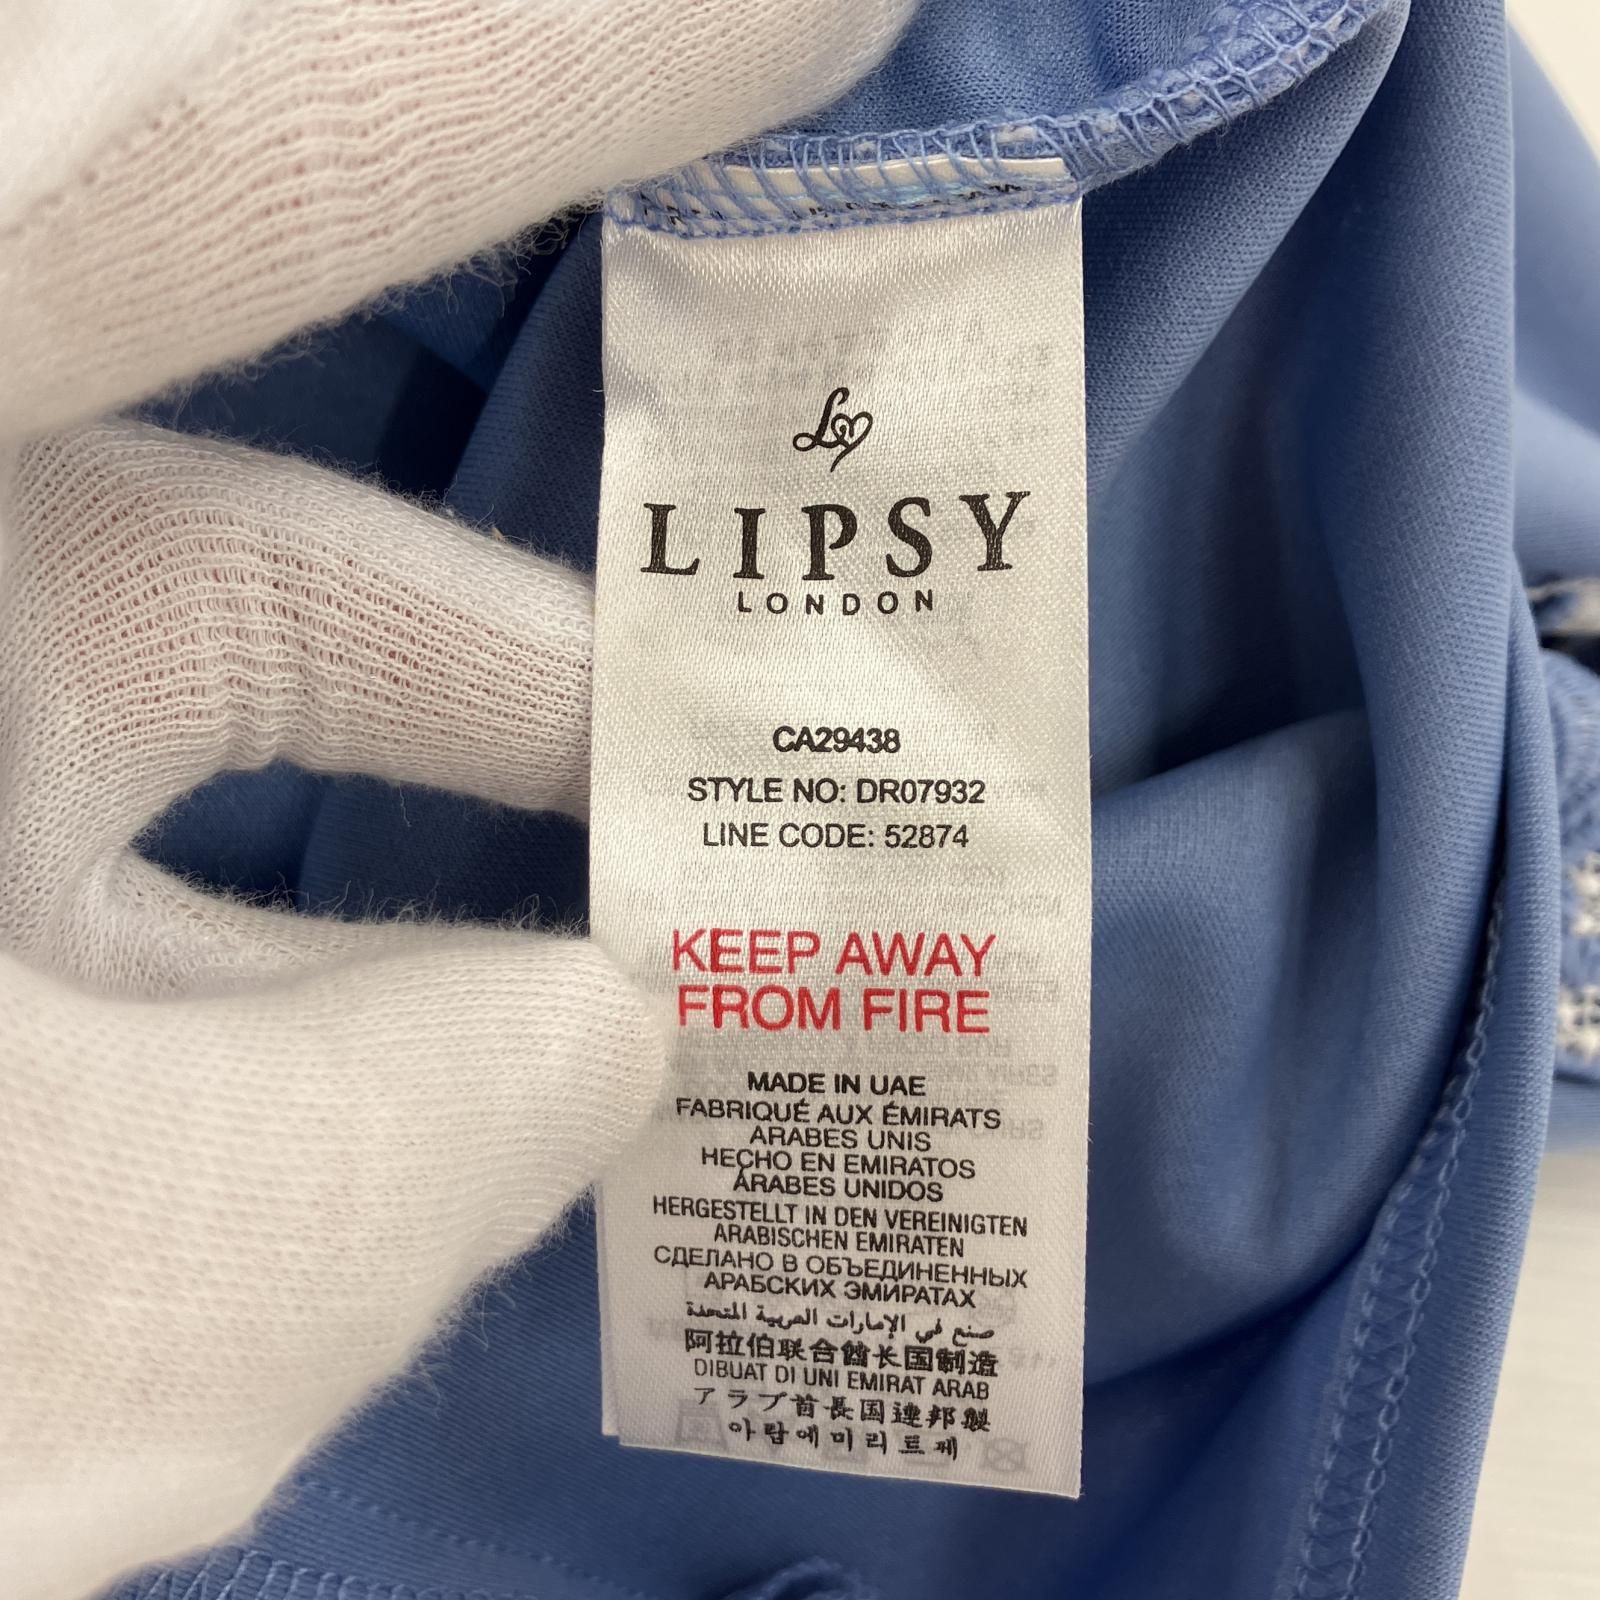 LIPSY
LONDON
CA29438
STYLE NO: DR07932
LINE CODE: 52874
KEEP AWAY
FROM FIRE
MADE IN UAE
FABRIQUÉ AUX ÉMIRATS
ARABES UNIS
HECHO EN EMIRATOS
ÁRABES UNIDOS
HERGESTELLT IN DEN VEREINIGTEN
ARABISCHEN EMIRATEN
СДЕЛАНО В ОБЪЕДИНЕННЫХ
АРАБСКИХ ЭМИРАТАХ
صنع في الإمارات العربية المتحدة
阿拉伯联合酋长国制造
DIBUAT DI UNI EMIRAT ARAB
アラブ首長国連邦製
아랍에미리트제